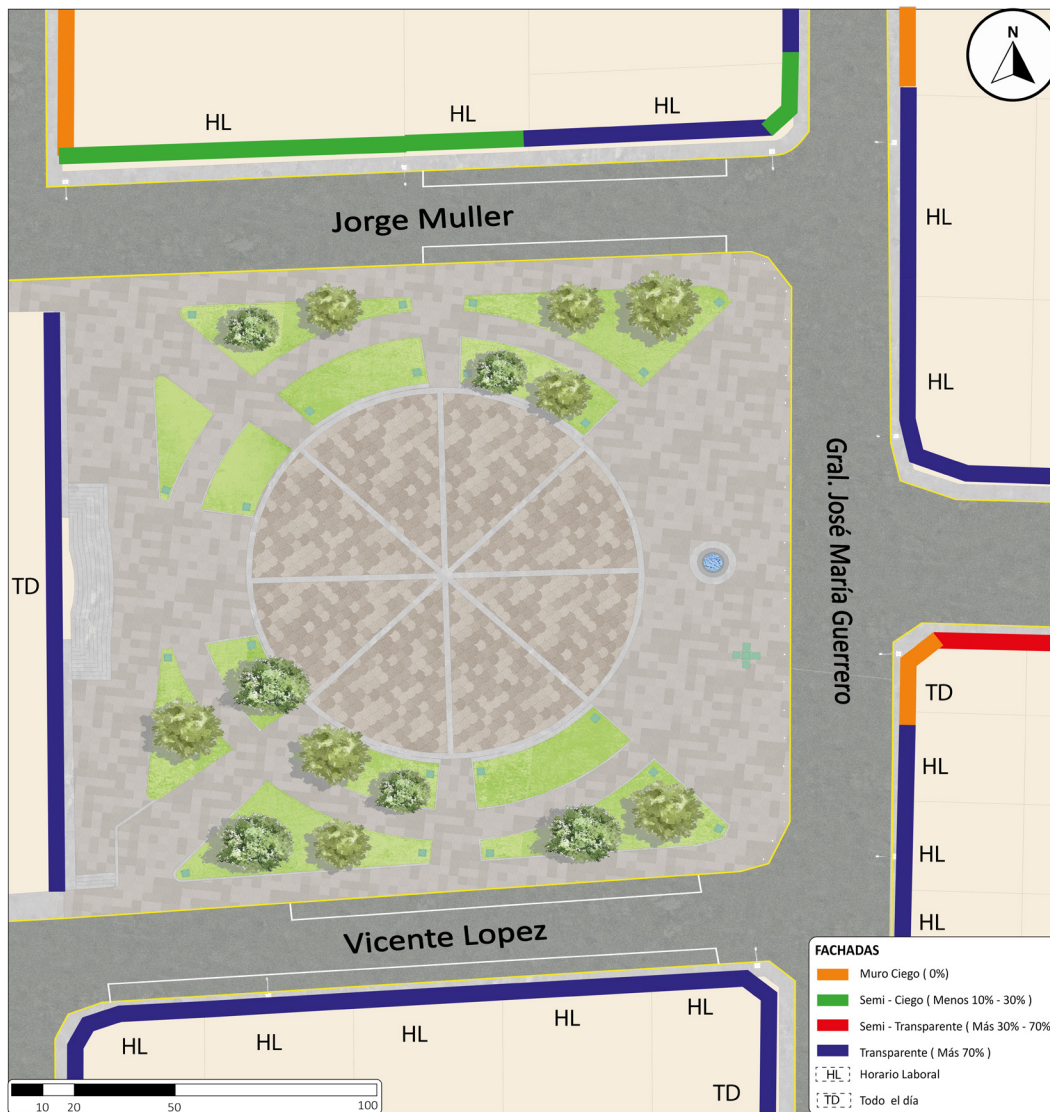 N
HL
HL
HL
Jorge Muller
HL
HL
Gral. José María Guerrero
TD
TD
HL
HL
HL
Vicente Lopez
HL
HL
HL
HL
HL
TD
FACHADAS
Muro Ciego ( 0%)
Semi - Ciego ( Menos 10% - 30% )
Semi - Transparente ( Más 30% - 70%
Transparente ( Más 70% )
HL Horario Laboral
TD Todo el día
10 20 50 100